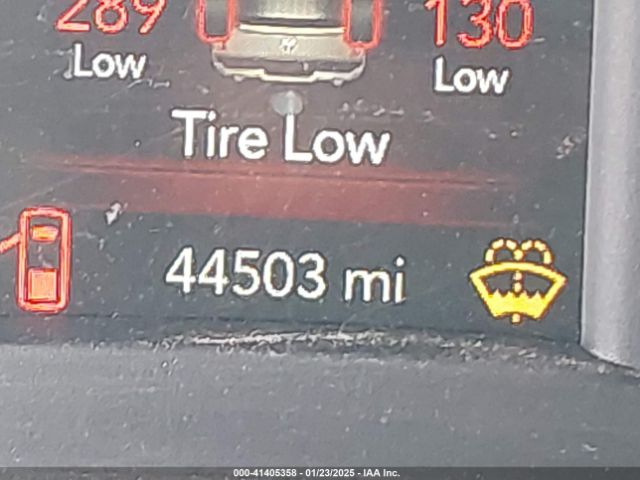 289 130
Low Low
Tire Low
44503 mi
000-41405358 - 01/23/2025 - IAA Inc.